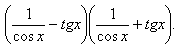 (1/cos x − tgx)(1/cos x + tgx).